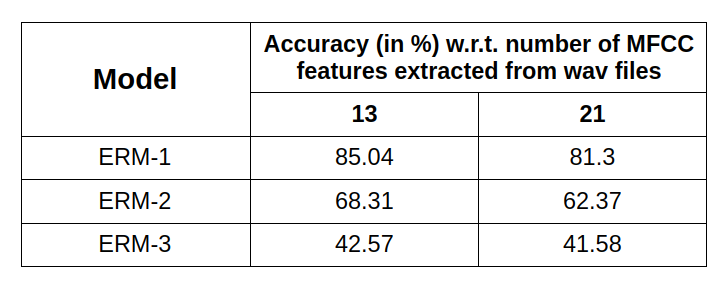 Model
Accuracy (in %) w.r.t. number of MFCC
features extracted from wav files
13 21
ERM-1 85.04 81.3
ERM-2 68.31 62.37
ERM-3 42.57 41.58